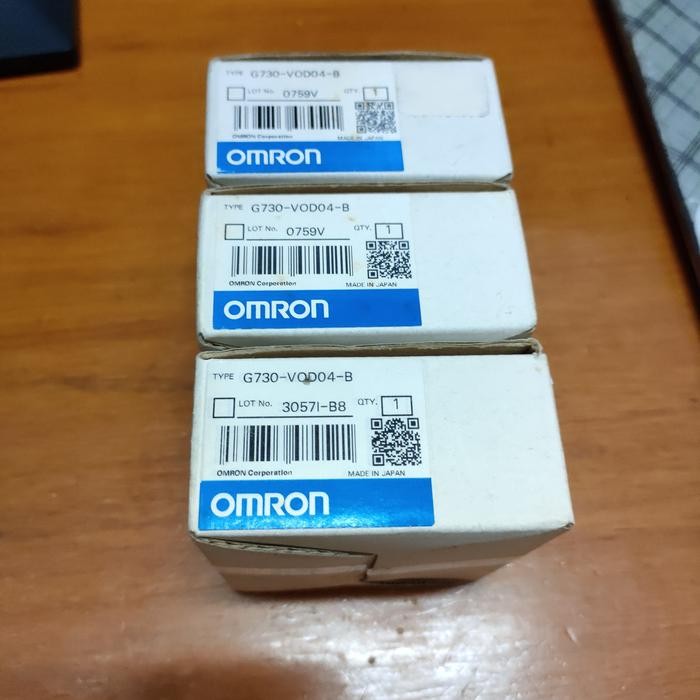 TYPE G730-VOD04-B
LOT No. 0759V QTY. 1
OMRON Corporation MADE IN JAPAN
OMRON
TYPE G730-VOD04-B
LOT No. 0759V QTY. 1
OMRON Corporation MADE IN JAPAN
OMRON
TYPE G730-VOD04-B
LOT No. 3057I-B8 QTY. 1
OMRON Corporation MADE IN JAPAN
OMRON